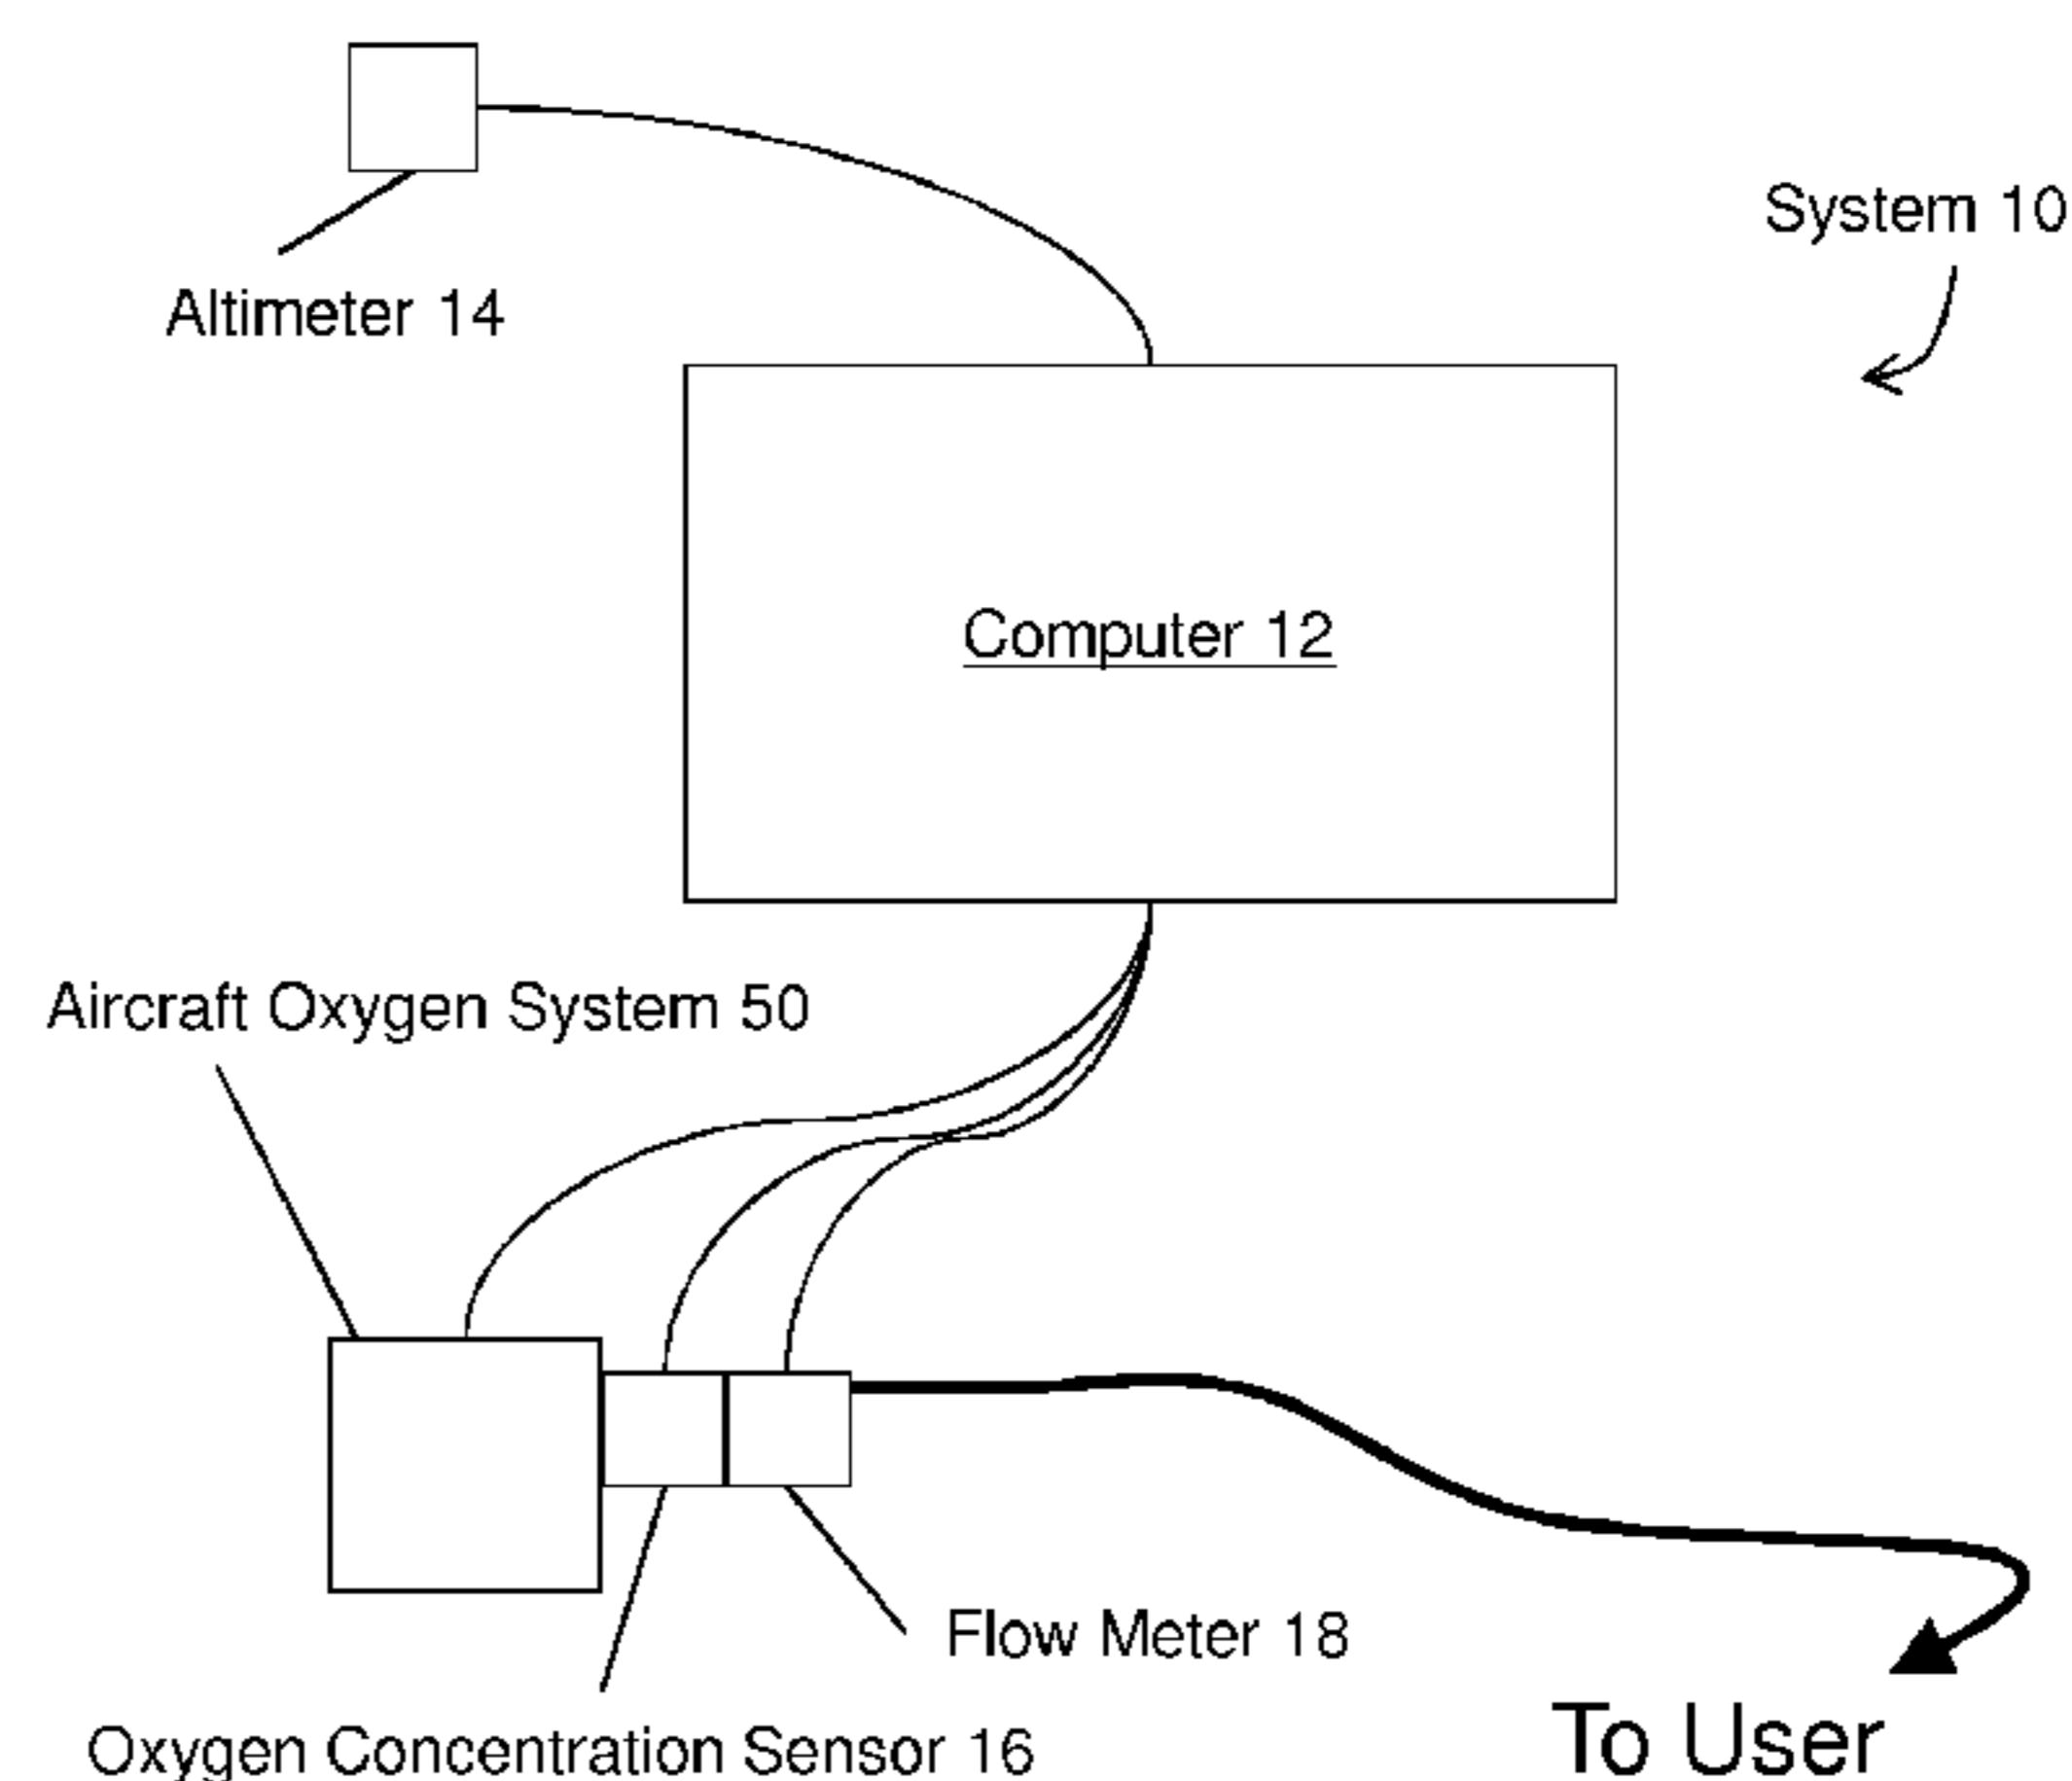 System 10
Altimeter 14
Computer 12
Aircraft Oxygen System 50
Flow Meter 18
Oxygen Concentration Sensor 16
To User